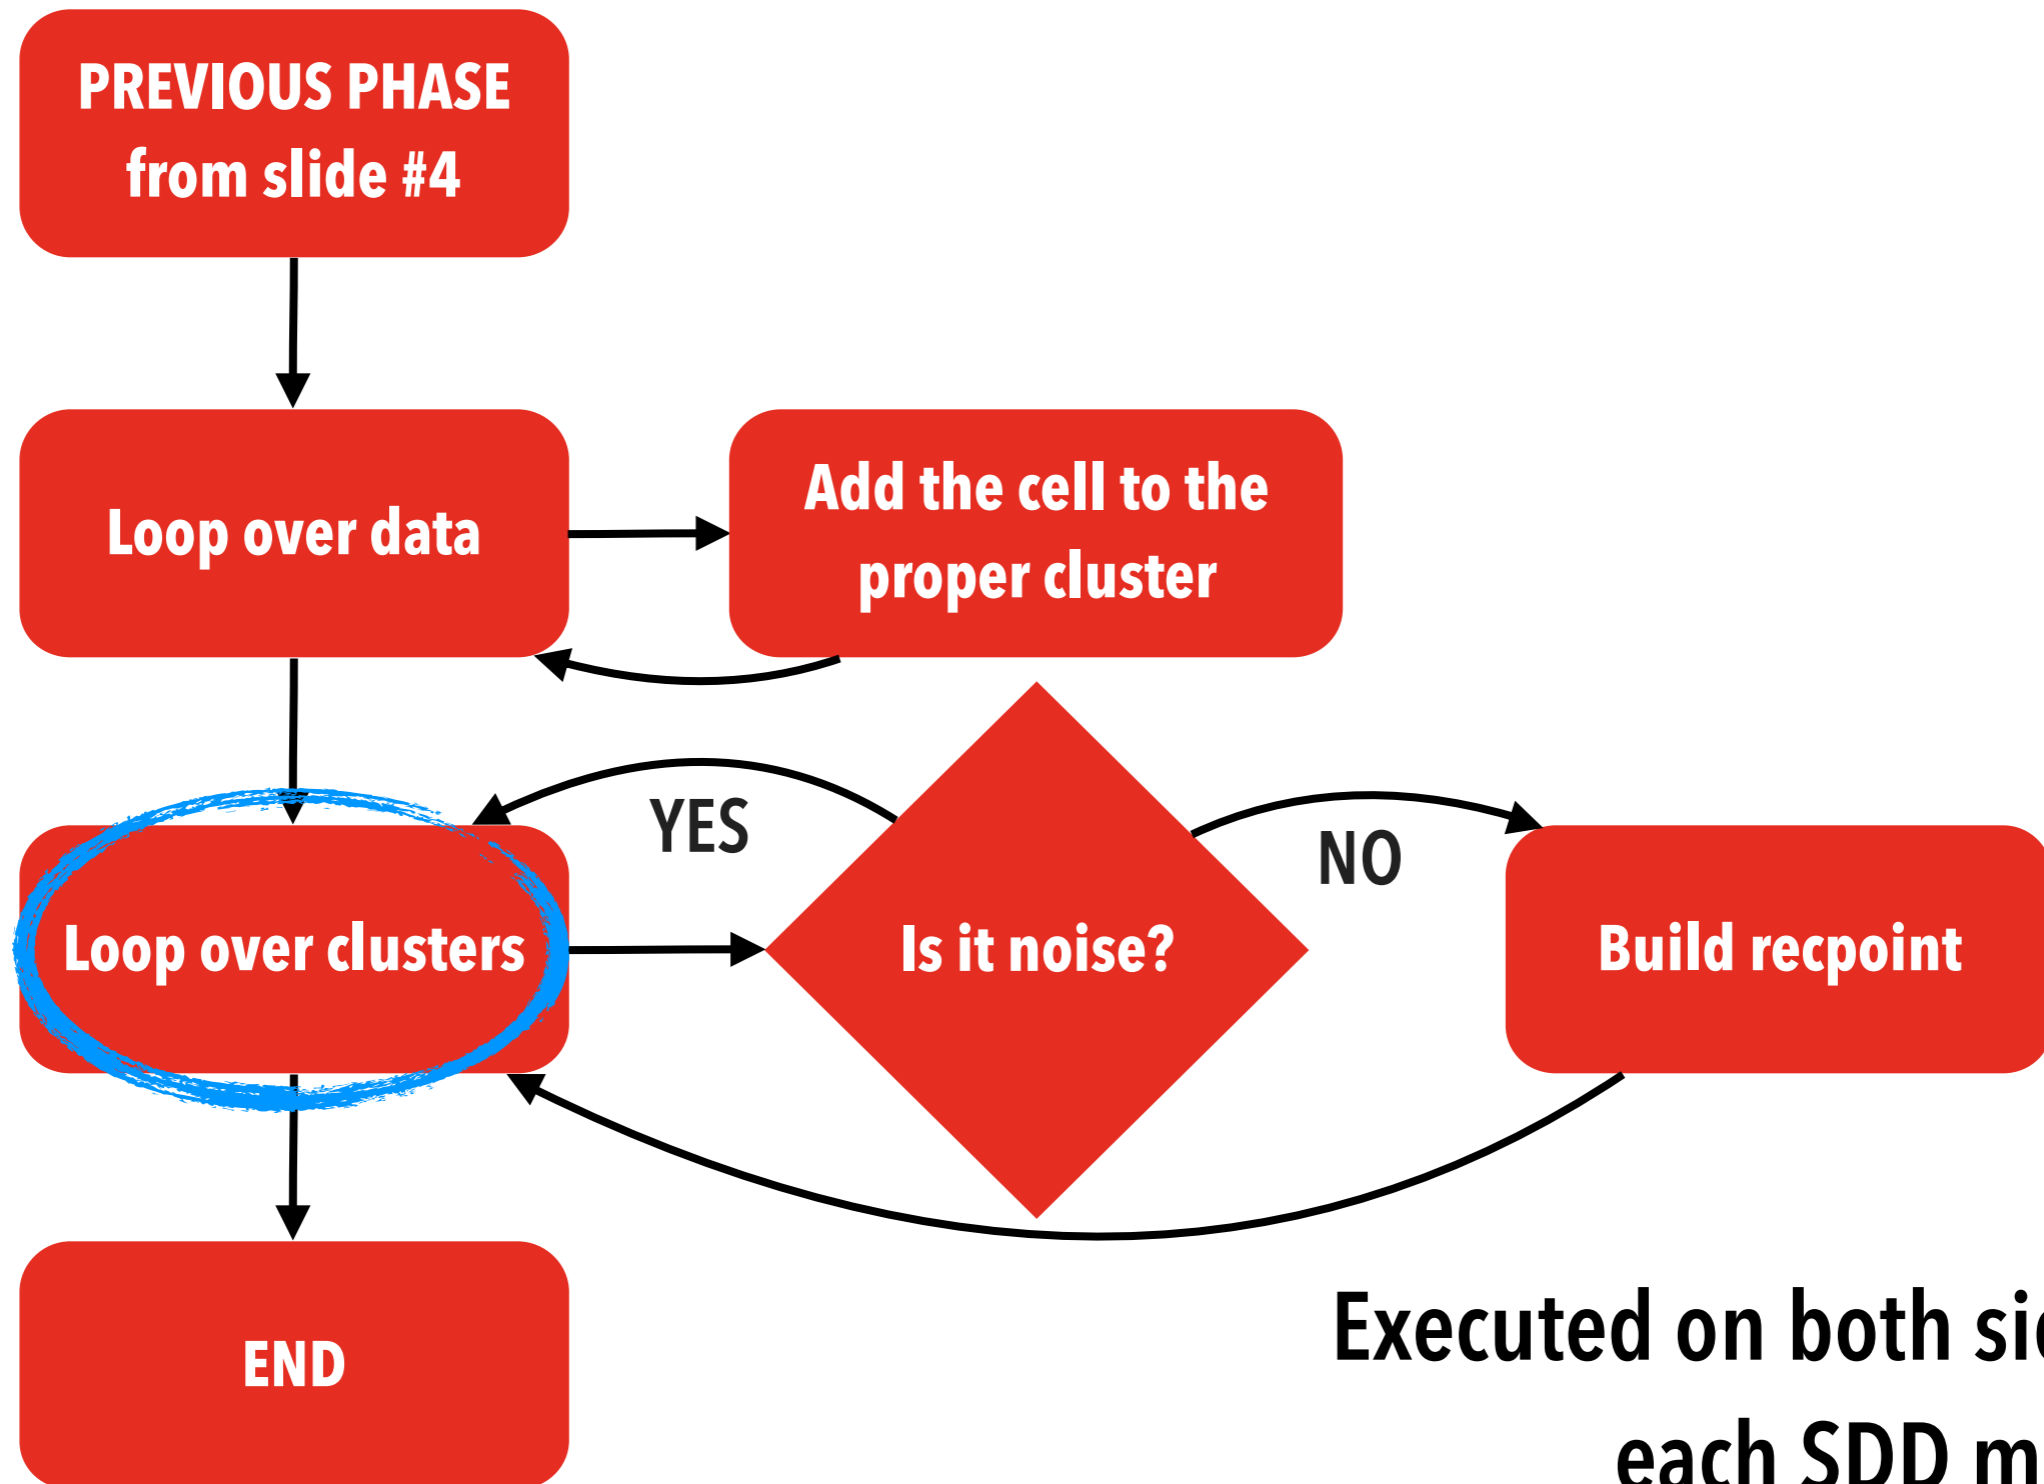 PREVIOUS PHASE
from slide #4
Loop over data
Add the cell to the
proper cluster
YES
NO
Loop over clusters
Is it noise?
Build recpoint
END
Executed on both
each SDD